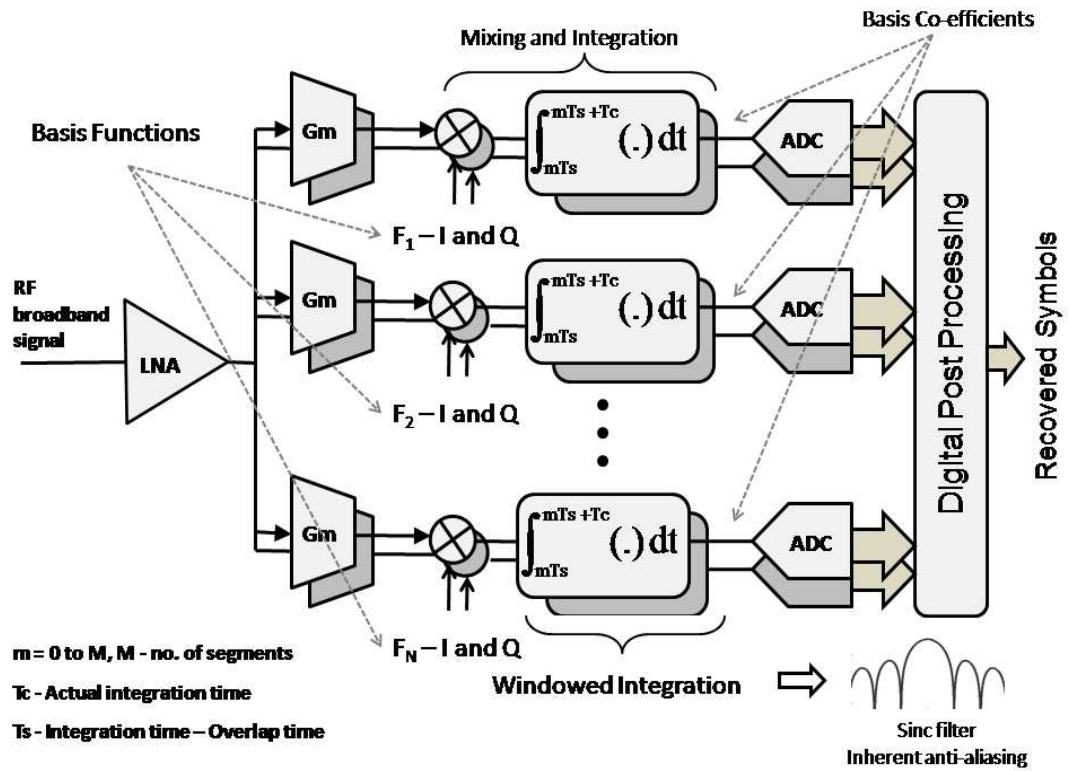 Basis Co-efficients
Mixing and Integration
Basis Functions
Gm
∫mTs mTs +Tc (.) dt
ADC
F1 – I and Q
RF
broadband
signal
LNA
Gm
∫mTs mTs +Tc (.) dt
ADC
F2 – I and Q
Gm
∫mTs mTs +Tc (.) dt
ADC
FN – I and Q
Digital Post Processing
Recovered Symbols
Windowed Integration
m = 0 to M, M - no. of segments
Tc - Actual integration time
Ts - Integration time – Overlap time
Sinc filter
Inherent anti-aliasing